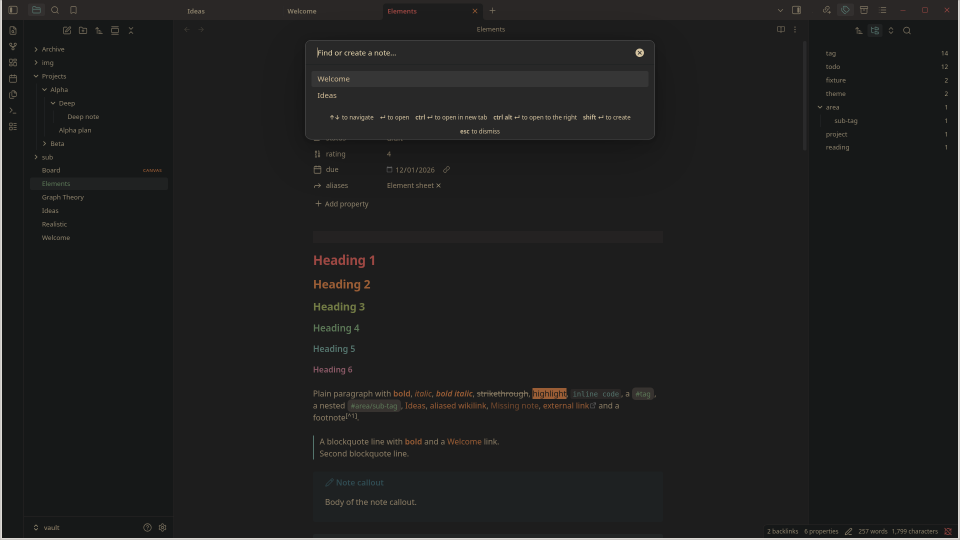 Ideas
Welcome
Elements
Elements
Archive
img
Projects
Alpha
Deep
Deep note
Alpha plan
Beta
sub
Board
CANVAS
Elements
Graph Theory
Ideas
Realistic
Welcome
vault
Find or create a note...
Welcome
Ideas
↑↓ to navigate ↵ to open ctrl ↵ to open in new tab ctrl alt ↵ to open to the right shift ↵ to create
esc to dismiss
rating 4
due 12/01/2026
aliases Element sheet ×
+ Add property
Heading 1
Heading 2
Heading 3
Heading 4
Heading 5
Heading 6
Plain paragraph with bold, italic, bold italic, strikethrough, highlight, inline code, a #tag,
a nested #area/sub-tag, Ideas, aliased wikilink, Missing note, external link and a
footnote[^1].
A blockquote line with bold and a Welcome link.
Second blockquote line.
Note callout
Body of the note callout.
tag 14
todo 12
fixture 2
theme 2
area 1
sub-tag 1
project 1
reading 1
2 backlinks 6 properties 257 words 1,799 characters